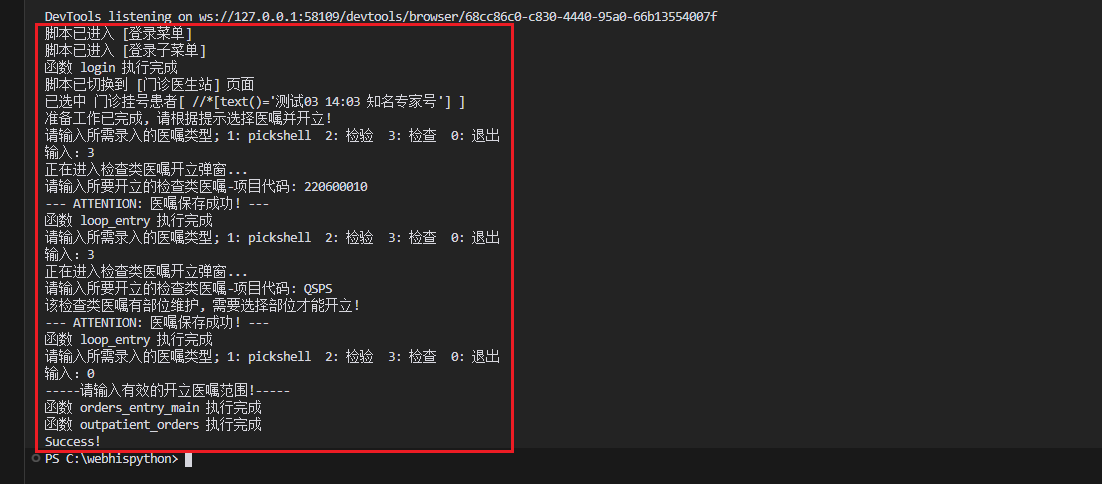 DevTools listening on ws://127.0.0.1:58109/devtools/browser/68cc86c0-c830-4440-95a0-66b13554007f
脚本已进入 [登录菜单]
脚本已进入 [登录子菜单]
函数 login 执行完成
脚本已切换到 [门诊医生站] 页面
已选中 门诊挂号患者[ //*[text()='测试03 14:03 知名专家号'] ]
准备工作已完成, 请根据提示选择医嘱并开立!
请输入所需录入的医嘱类型; 1: pickshell  2: 检验  3: 检查  0: 退出
输入: 3
正在进入检查类医嘱开立弹窗...
请输入所要开立的检查类医嘱-项目代码: 220600010
--- ATTENTION: 医嘱保存成功! ---
函数 loop_entry 执行完成
请输入所需录入的医嘱类型; 1: pickshell  2: 检验  3: 检查  0: 退出
输入: 3
正在进入检查类医嘱开立弹窗...
请输入所要开立的检查类医嘱-项目代码: QSPS
该检查类医嘱有部位维护, 需要选择部位才能开立!
--- ATTENTION: 医嘱保存成功! ---
函数 loop_entry 执行完成
请输入所需录入的医嘱类型; 1: pickshell  2: 检验  3: 检查  0: 退出
输入: 0
-----请输入有效的开立医嘱范围!-----
函数 orders_entry_main 执行完成
函数 outpatient_orders 执行完成
Success!
PS C:\webhispython>